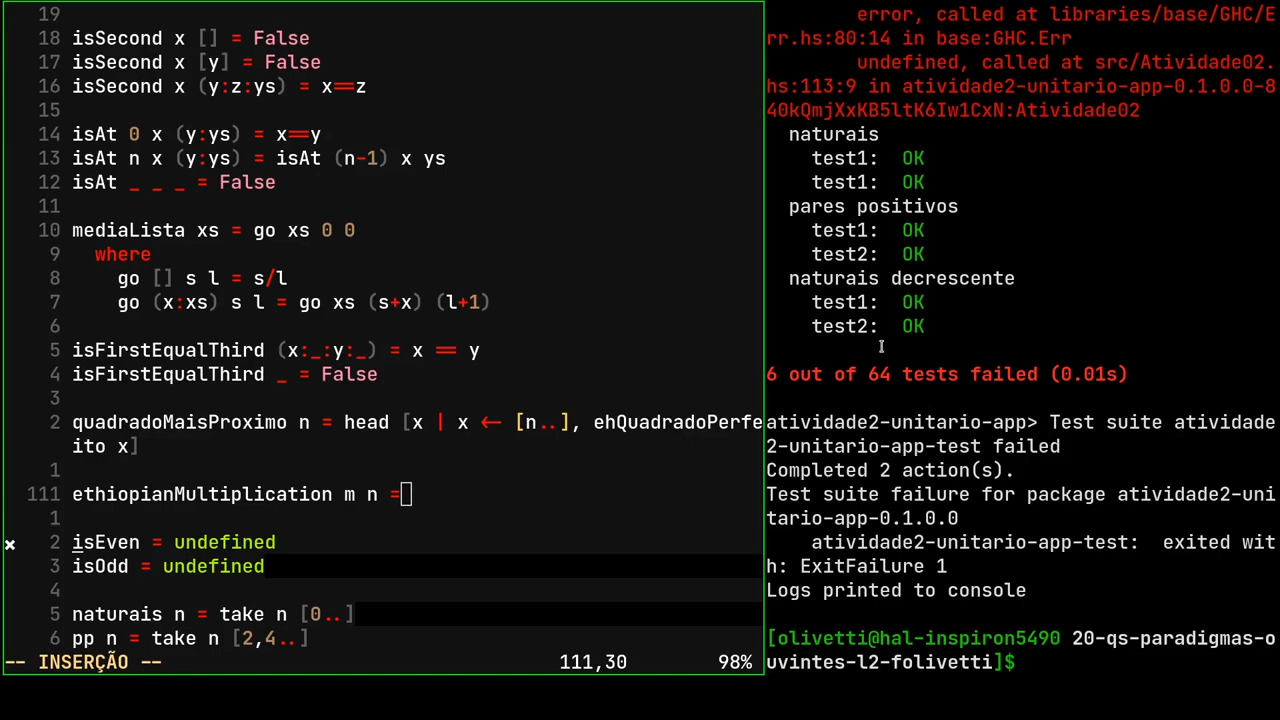 19
18 isSecond x [] = False
17 isSecond x [y] = False
16 isSecond x (y:z:ys) = x==z
15
14 isAt 0 x (y:ys) = x==y
13 isAt n x (y:ys) = isAt (n-1) x ys
12 isAt _ _ _ = False
11
10 mediaLista xs = go xs 0 0
9 where
8 go [] s l = s/l
7 go (x:xs) s l = go xs (s+x) (l+1)
6
5 isFirstEqualThird (x:_:y:_) = x == y
4 isFirstEqualThird _ = False
3
2 quadradoMaisProximo n = head [x | x <- [n..], ehQuadradoPerfe
ito x]
1
111 ethiopianMultiplication m n =
1
× 2 isEven = undefined
3 isOdd = undefined
4
5 naturais n = take n [0..]
6 pp n = take n [2,4..]
-- INSERÇÃO -- 111,30 98%
error, called at libraries/base/GHC/E
rr.hs:80:14 in base:GHC.Err
undefined, called at src/Atividade02.
hs:113:9 in atividade2-unitario-app-0.1.0.0-8
40kQmjXxKB5ltK6Iw1CxN:Atividade02
naturais
test1: OK
test1: OK
pares positivos
test1: OK
test2: OK
naturais decrescente
test1: OK
test2: OK
6 out of 64 tests failed (0.01s)
atividade2-unitario-app> Test suite atividade
2-unitario-app-test failed
Completed 2 action(s).
Test suite failure for package atividade2-uni
tario-app-0.1.0.0
atividade2-unitario-app-test: exited wit
h: ExitFailure 1
Logs printed to console
[olivetti@hal-inspiron5490 20-qs-paradigmas-o
uvintes-l2-folivetti]$